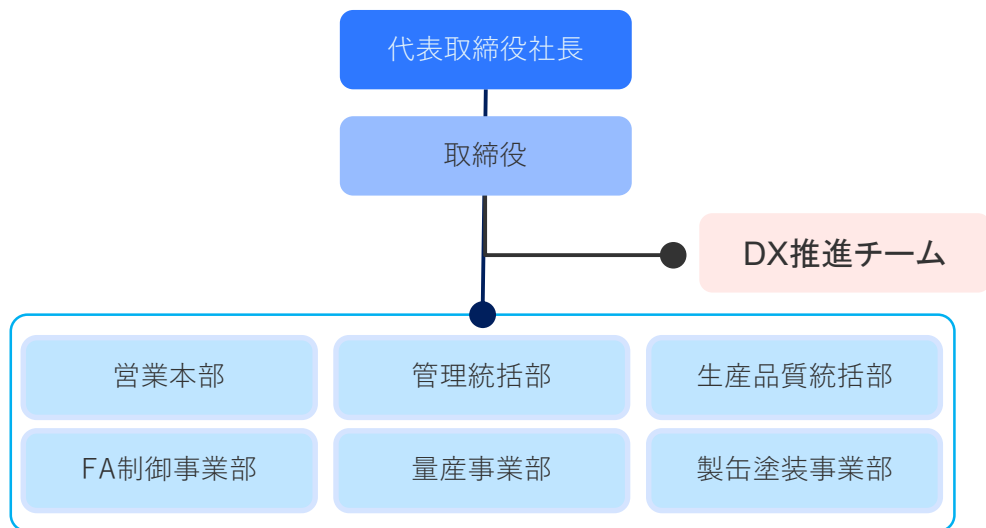 代表取締役社長
取締役
DX推進チーム
営業本部
管理統括部
生産品質統括部
FA制御事業部
量産事業部
製缶塗装事業部